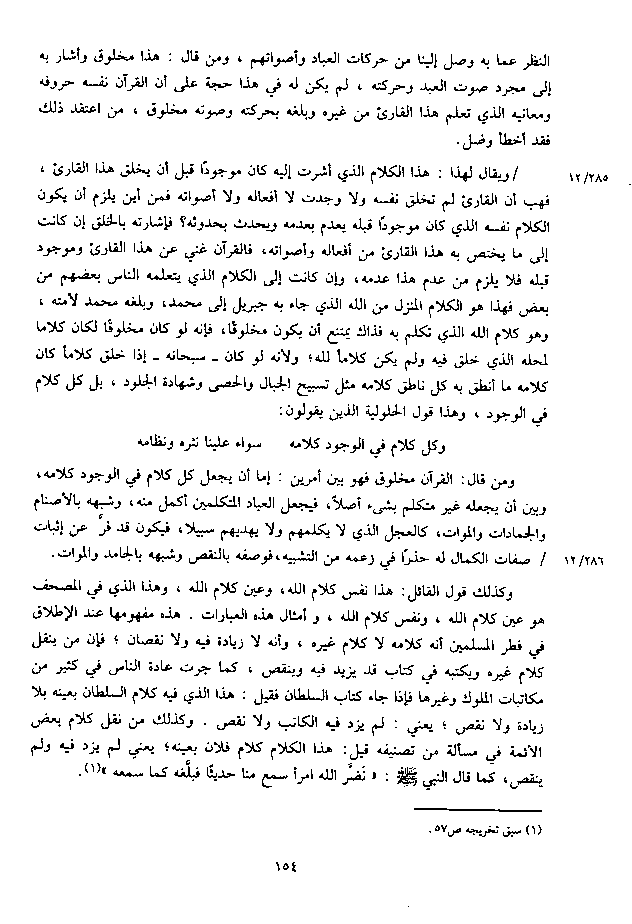 النظر عما به وصل إلينا من حركات العباد وأصواتهم ، ومن قال : هذا مخلوق وأشار به
إلى مجرد صوت العبد وحركته ، لم يكن له في هذا حجة على أن القرآن نفسه حروفه
ومعانيه الذي تعلم هذا القارئ من غيره وبلغه بحركته وصوته مخلوق ، من اعتقد ذلك
فقد أخطأ وضل.
١٢/٢٨٥ / ويقال لهذا : هذا الكلام الذي أشرت إليه كان موجودًا قبل أن يخلق هذا القارئ ،
فهب أن القارئ لم تخلق نفسه ولا وجدت لا أفعاله ولا أصواته فمن أين يلزم أن يكون
الكلام نفسه الذي كان موجودًا قبله يعدم بعدمه ويحدث بحدوثه؟ فإشارته بالخلق إن كانت
إلى ما يختص به هذا القارئ من أفعاله وأصواته، فالقرآن غني عن هذا القارئ وموجود
قبله فلا يلزم من عدم هذا عدمه، وإن كانت إلى الكلام الذي يتعلمه الناس بعضهم من
بعض فهذا هو الكلام المنزل من الله الذي جاء به جبريل إلى محمد، وبلغه محمد لأمته ،
وهو كلام الله الذي تكلم به فذاك يمتنع أن يكون مخلوقًا، فإنه لو كان مخلوقًا لكان كلاما
لمحله الذي خلق فيه ولم يكن كلاماً لله؛ ولأنه لو كان ـ سبحانه ـ إذا خلق كلاماً كان
كلامه ما أنطق به كل ناطق كلامه مثل تسبيح الجبال والحصى وشهادة الجلود ، بل كل كلام
في الوجود ، وهذا قول الحلولية الذين يقولون:
وكل كلام في الوجود كلامه سواء علينا نثره ونظامه
ومن قال: القرآن مخلوق فهو بين أمرين : إما أن يجعل كل كلام في الوجود كلامه،
وبين أن يجعله غير متكلم بشىء أصلاً، فيجعل العباد المتكلمين أكمل منه، وشبهه بالأصنام
والجمادات والموات، كالعجل الذي لا يكلمهم ولا يهديهم سبيلا، فيكون قد فرَّ عن إثبات
١٢/٢٨٦ / صفات الكمال له حذرًا في زعمه من التشبيه، فوصفه بالنقص وشبهه بالجامد والموات.
وكذلك قول القائل: هذا نفس كلام الله، وعين كلام الله ، وهذا الذي في المصحف
هو عين كلام الله ، ونفس كلام الله ، و أمثال هذه العبارات . هذه مفهومها عند الإطلاق
في فطر المسلمين أنه كلامه لا كلام غيره ، وأنه لا زيادة فيه ولا نقصان ؛ فإن من ينقل
كلام غيره ويكتبه في كتاب قد يزيد فيه وينقص ، كما جرت عادة الناس في كثير من
مكاتبات الملوك وغيرها فإذا جاء كتاب السلطان فقيل : هذا الذي فيه كلام السلطان بعينه بلا
زيادة ولا نقص ؛ يعني : لم يزد فيه الكاتب ولا نقص . وكذلك من نقل كلام بعض
الأئمة في مسألة من تصنيفه قيل: هذا الكلام كلام فلان بعينه؛ يعني لم يزد فيه ولم
ينقص، كما قال النبي ﷺ : « نَضَّر الله امرأ سمع منا حديثًا فبلَّغه كما سمعه »(١).
(١) سبق تخريجه ص٥٧.
١٥٤